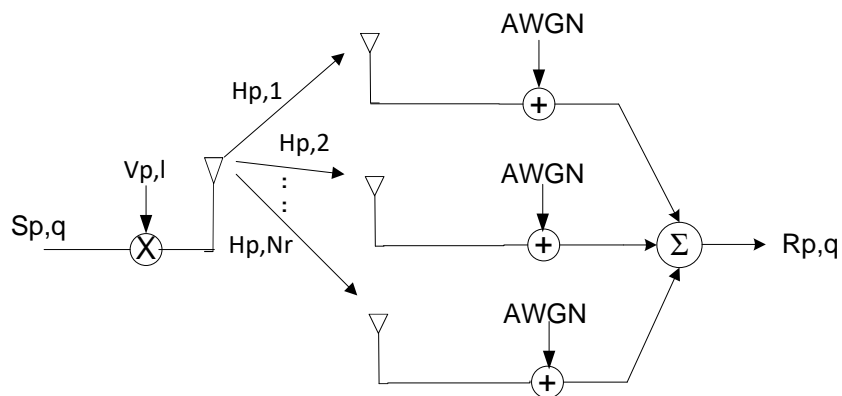 AWGN
Hp,1
+
Hp,2
AWGN
Vp,l
Sp,q
X
Hp,Nr
+
Σ
Rp,q
AWGN
+